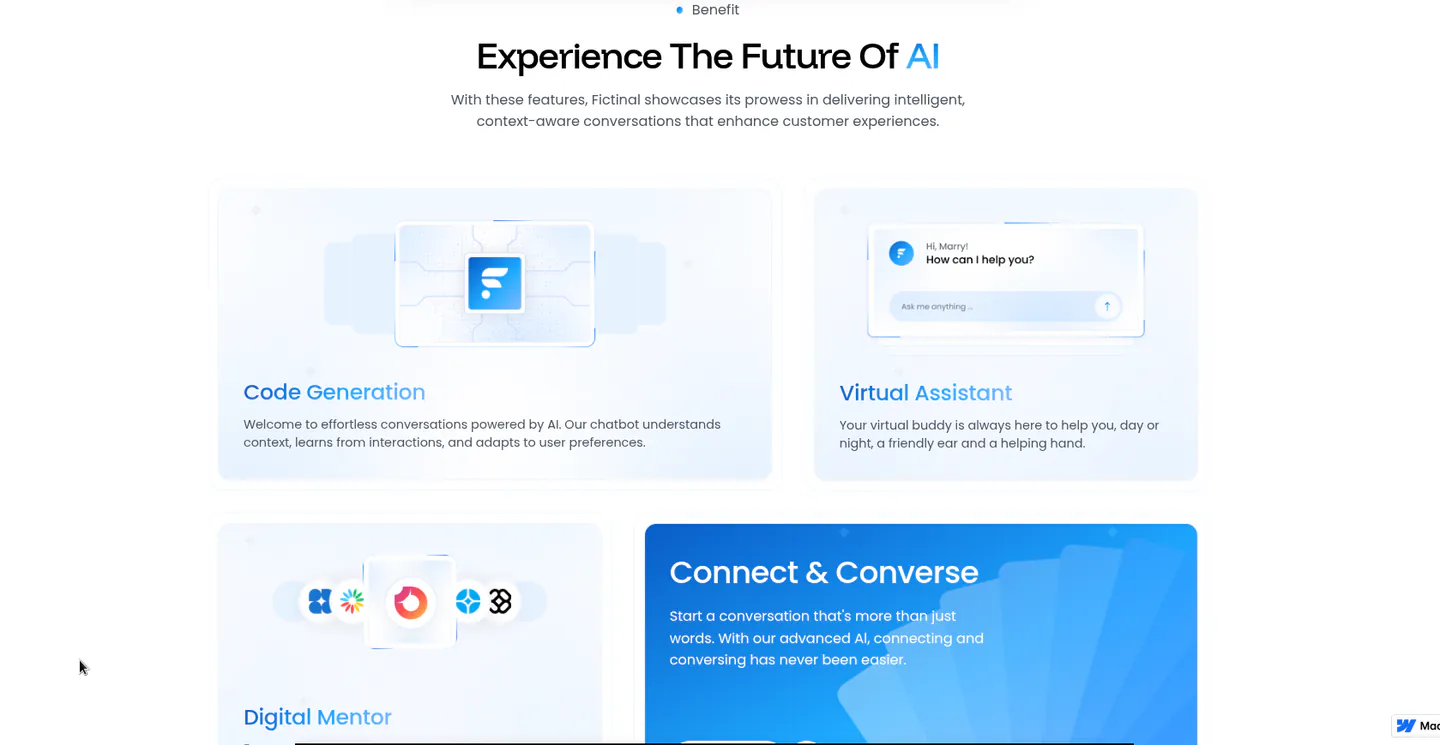 Benefit
Experience The Future Of AI
With these features, Fictinal showcases its prowess in delivering intelligent,
context-aware conversations that enhance customer experiences.
Hi, Marry!
How can I help you?
Ask me anything ...
Code Generation
Welcome to effortless conversations powered by AI. Our chatbot understands
context, learns from interactions, and adapts to user preferences.
Virtual Assistant
Your virtual buddy is always here to help you, day or
night, a friendly ear and a helping hand.
Digital Mentor
Connect & Converse
Start a conversation that's more than just
words. With our advanced AI, connecting and
conversing has never been easier.